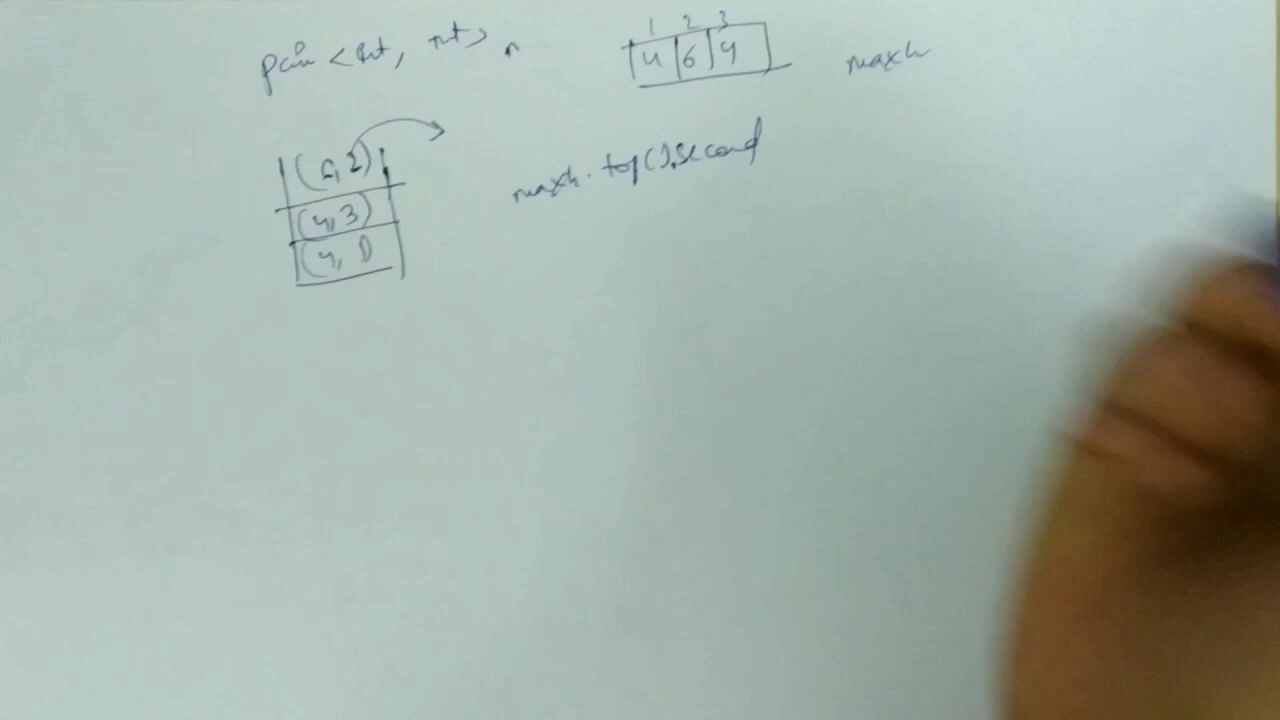 pair <int, int>
1 2 3
4 6 4
maxh
(6, 2)
(4, 3)
(4, 1)
maxh.top().second